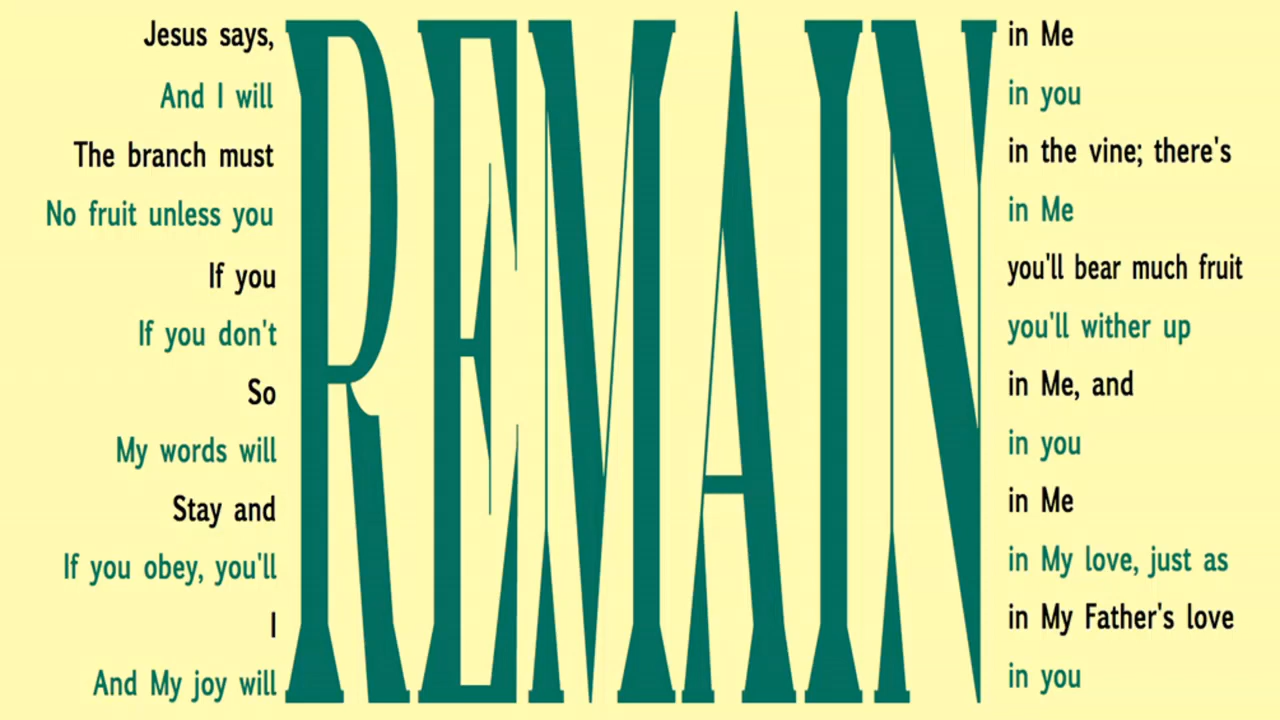 Jesus says, REMAIN in Me
And I will in you
The branch must in the vine; there's
No fruit unless you in Me
If you you'll bear much fruit
If you don't you'll wither up
So in Me, and
My words will in you
Stay and in Me
If you obey, you'll in My love, just as
I in My Father's love
And My joy will in you